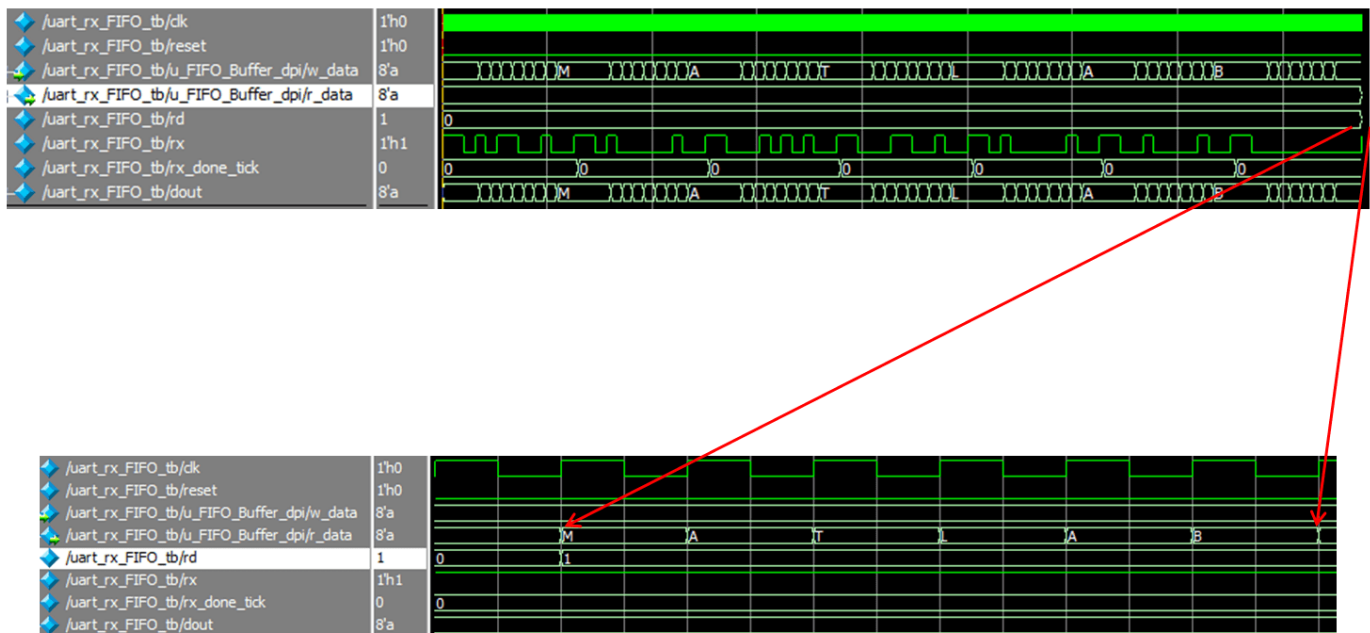 /uart_rx_FIFO_tb/clk 1'h0
/uart_rx_FIFO_tb/reset 1'h0
/uart_rx_FIFO_tb/u_FIFO_Buffer_dpi/w_data 8'a M A T L A B
/uart_rx_FIFO_tb/u_FIFO_Buffer_dpi/r_data 8'a
/uart_rx_FIFO_tb/rd 1 0
/uart_rx_FIFO_tb/rx 1'h1
/uart_rx_FIFO_tb/rx_done_tick 0 0 0 0 0 0 0 0
/uart_rx_FIFO_tb/dout 8'a M A T L A B
/uart_rx_FIFO_tb/clk 1'h0
/uart_rx_FIFO_tb/reset 1'h0
/uart_rx_FIFO_tb/u_FIFO_Buffer_dpi/w_data 8'a
/uart_rx_FIFO_tb/u_FIFO_Buffer_dpi/r_data 8'a M A T L A B
/uart_rx_FIFO_tb/rd 1 0 1
/uart_rx_FIFO_tb/rx 1'h1
/uart_rx_FIFO_tb/rx_done_tick 0 0
/uart_rx_FIFO_tb/dout 8'a